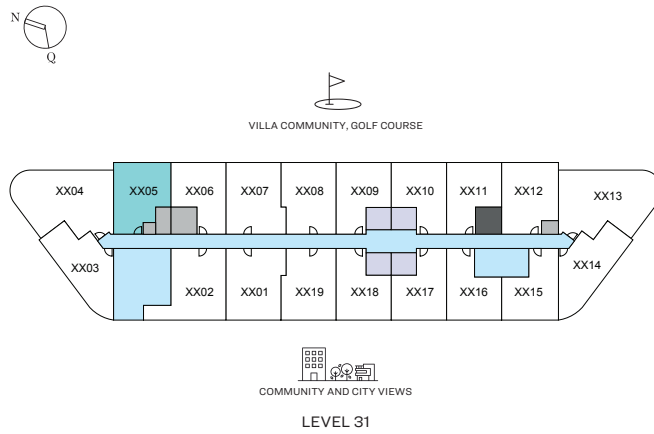 N
Q
VILLA COMMUNITY, GOLF COURSE
XX04 XX05 XX06 XX07 XX08 XX09 XX10 XX11 XX12 XX13
XX03 XX14
XX02 XX01 XX19 XX18 XX17 XX16 XX15
COMMUNITY AND CITY VIEWS
LEVEL 31